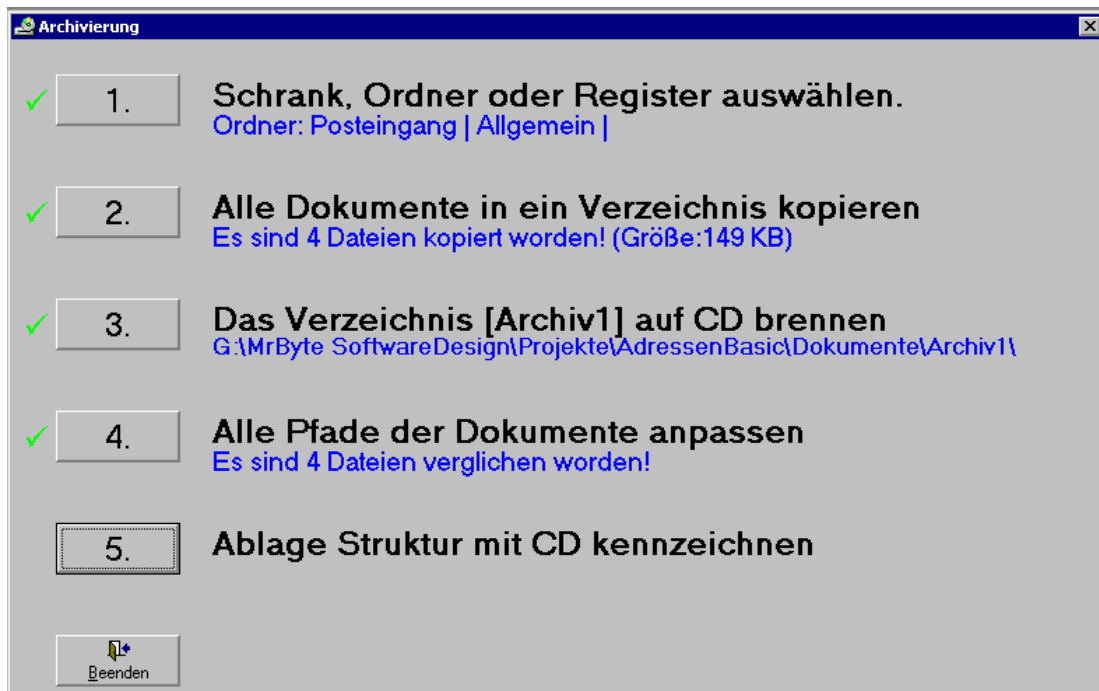 Archivierung
1.
Schrank, Ordner oder Register auswählen.
Ordner: Posteingang | Allgemein |
2.
Alle Dokumente in ein Verzeichnis kopieren
Es sind 4 Dateien kopiert worden! (Größe:149 KB)
3.
Das Verzeichnis [Archiv1] auf CD brennen
G:\MrByte SoftwareDesign\Projekte\AdressenBasic\Dokumente\Archiv1\
4.
Alle Pfade der Dokumente anpassen
Es sind 4 Dateien verglichen worden!
5.
Ablage Struktur mit CD kennzeichnen
Beenden